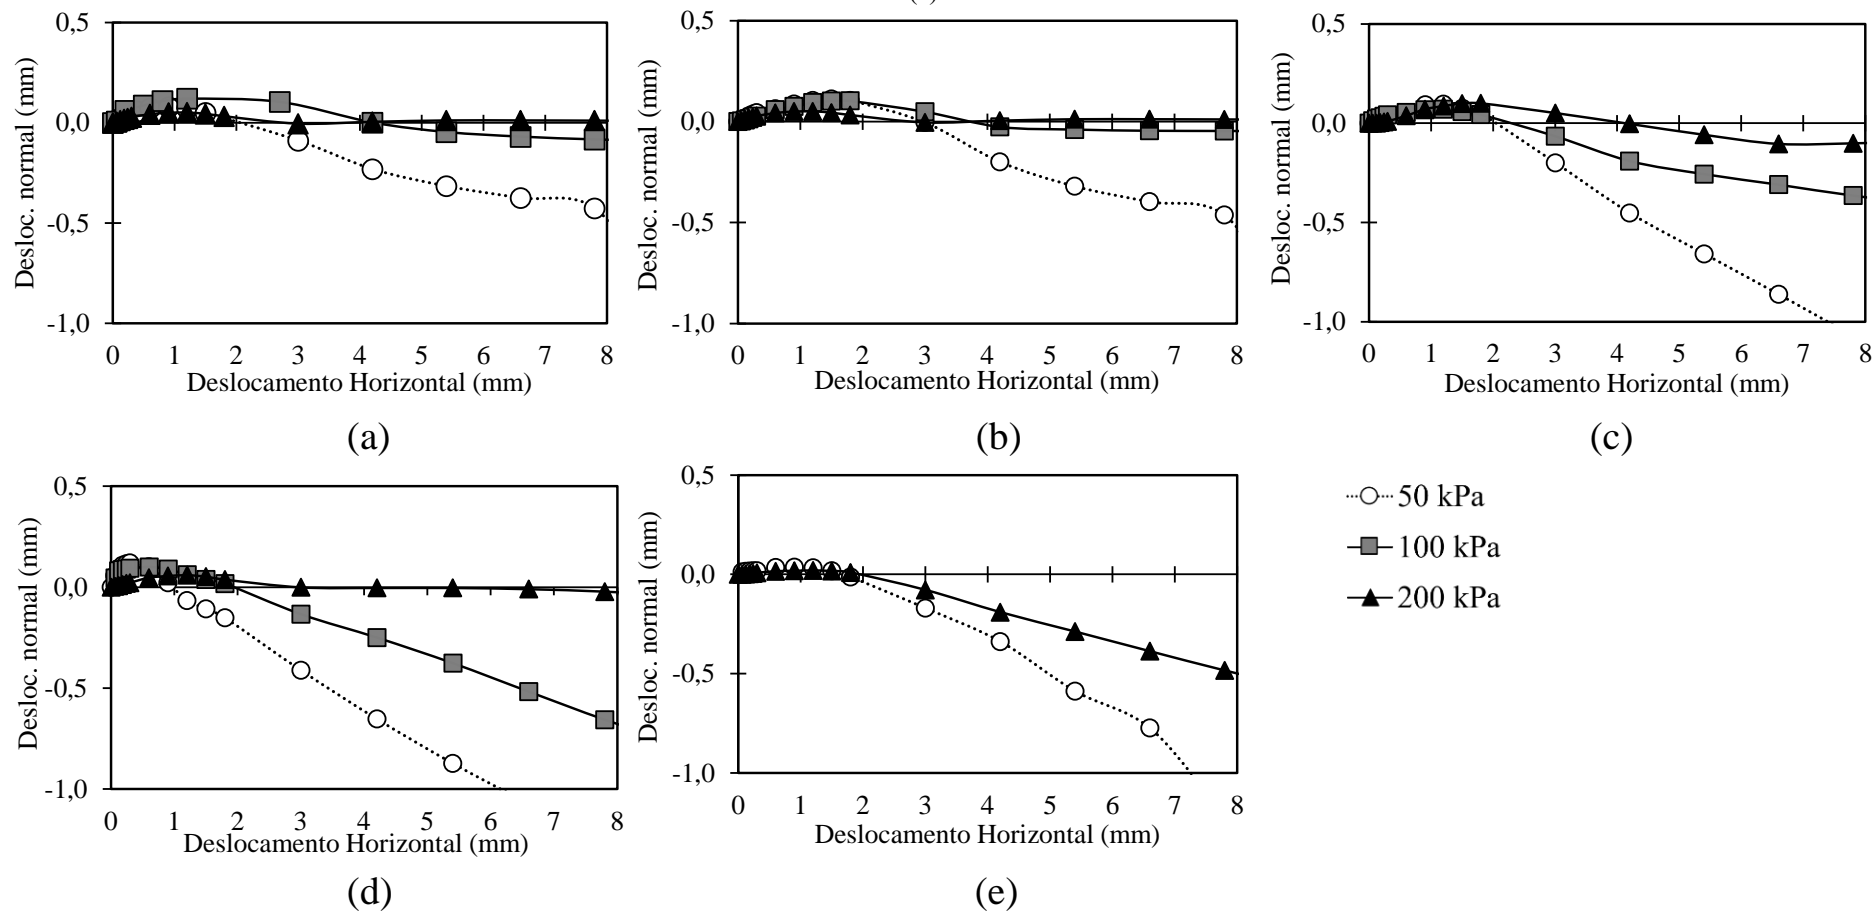 0,5
0,0
-0,5
-1,0
0 1 2 3 4 5 6 7 8
Desloc. normal (mm)
Deslocamento Horizontal (mm)
(a)
0,5
0,0
-0,5
-1,0
0 1 2 3 4 5 6 7 8
Desloc. normal (mm)
Deslocamento Horizontal (mm)
(b)
0,5
0,0
-0,5
-1,0
0 1 2 3 4 5 6 7 8
Desloc. normal (mm)
Deslocamento Horizontal (mm)
(c)
0,5
0,0
-0,5
-1,0
0 1 2 3 4 5 6 7 8
Desloc. normal (mm)
Deslocamento Horizontal (mm)
(d)
0,5
0,0
-0,5
-1,0
0 1 2 3 4 5 6 7 8
Desloc. normal (mm)
Deslocamento Horizontal (mm)
(e)
50 kPa
100 kPa
200 kPa